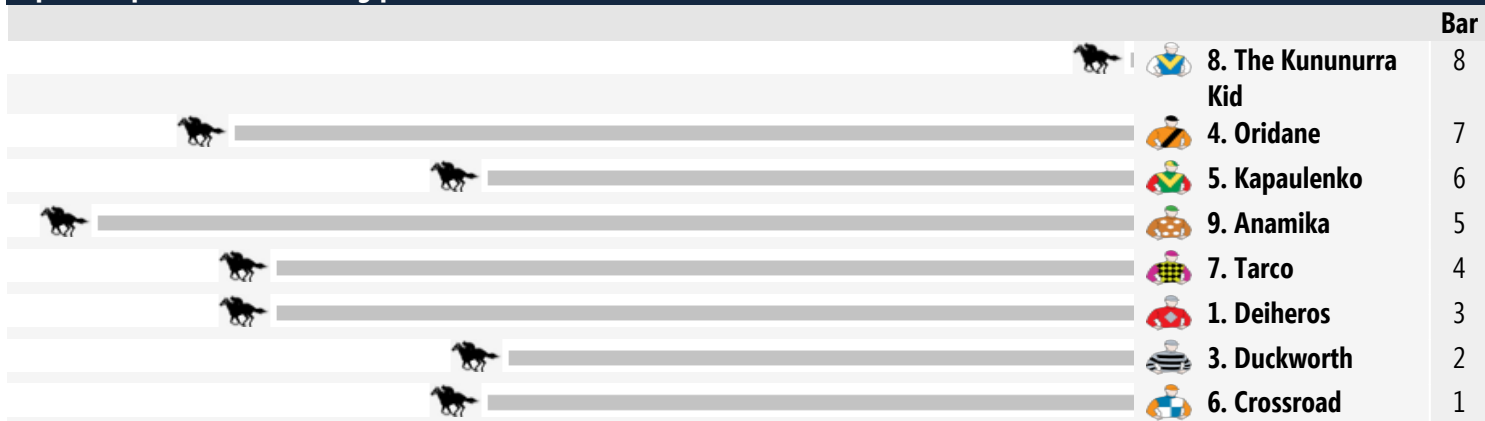 Bar
8. The Kununurra 8
Kid
4. Oridane 7
5. Kapaulenko 6
9. Anamika 5
7. Tarco 4
1. Deiheros 3
3. Duckworth 2
6. Crossroad 1